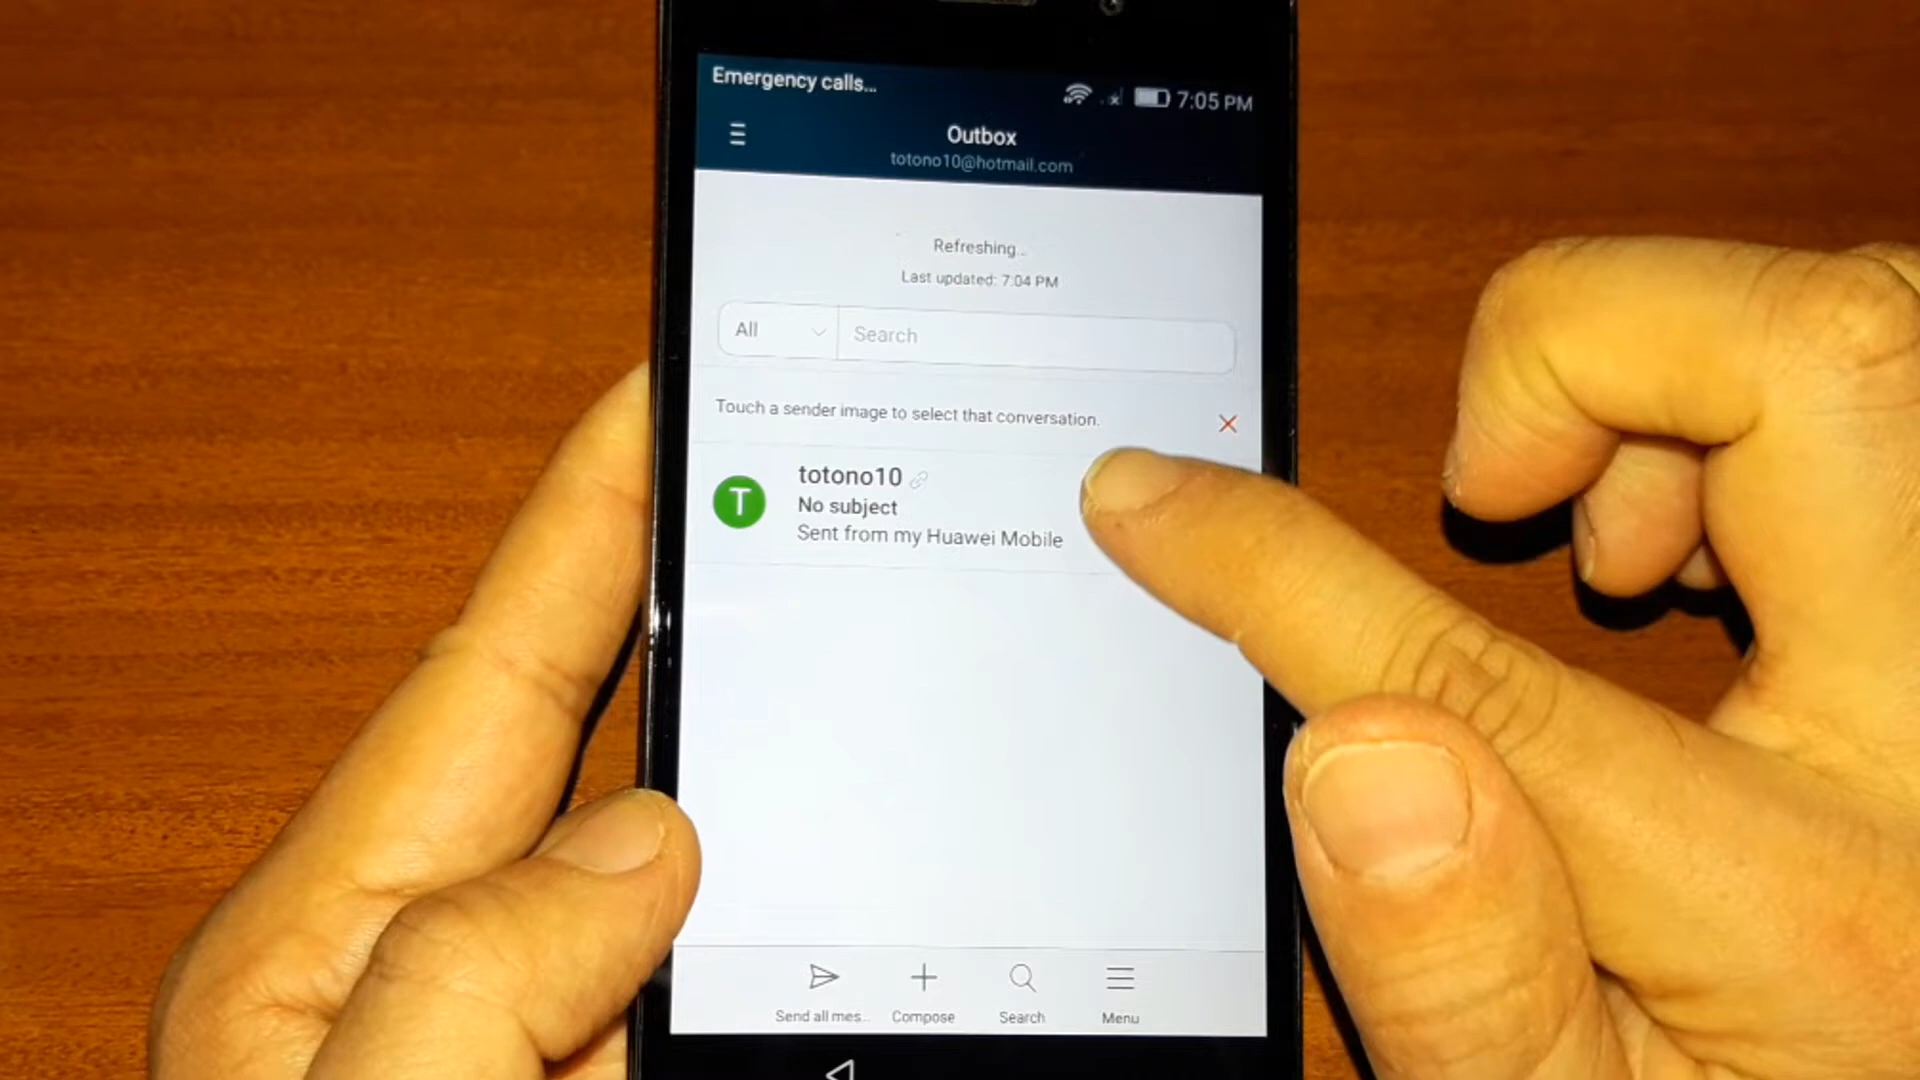 Emergency calls...
7:05 PM
Outbox
totono10@hotmail.com
Refreshing...
Last updated: 7:04 PM
All
Search
Touch a sender image to select that conversation.
T
totono10
No subject
Sent from my Huawei Mobile
Send all mes...
Compose
Search
Menu